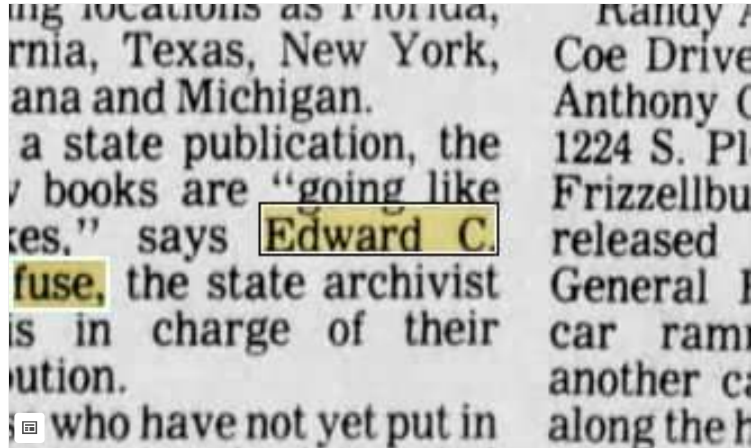 ing locations as Florida,
rnia, Texas, New York,
ana and Michigan.
a state publication, the
books are “going like
kes,” says Edward C.
fuse, the state archivist
is in charge of their
bution.
who have not yet put in
Randy A
Coe Drive
Anthony C
1224 S. Pl
Frizzellbu
released
General
car ram
another ca
along the h